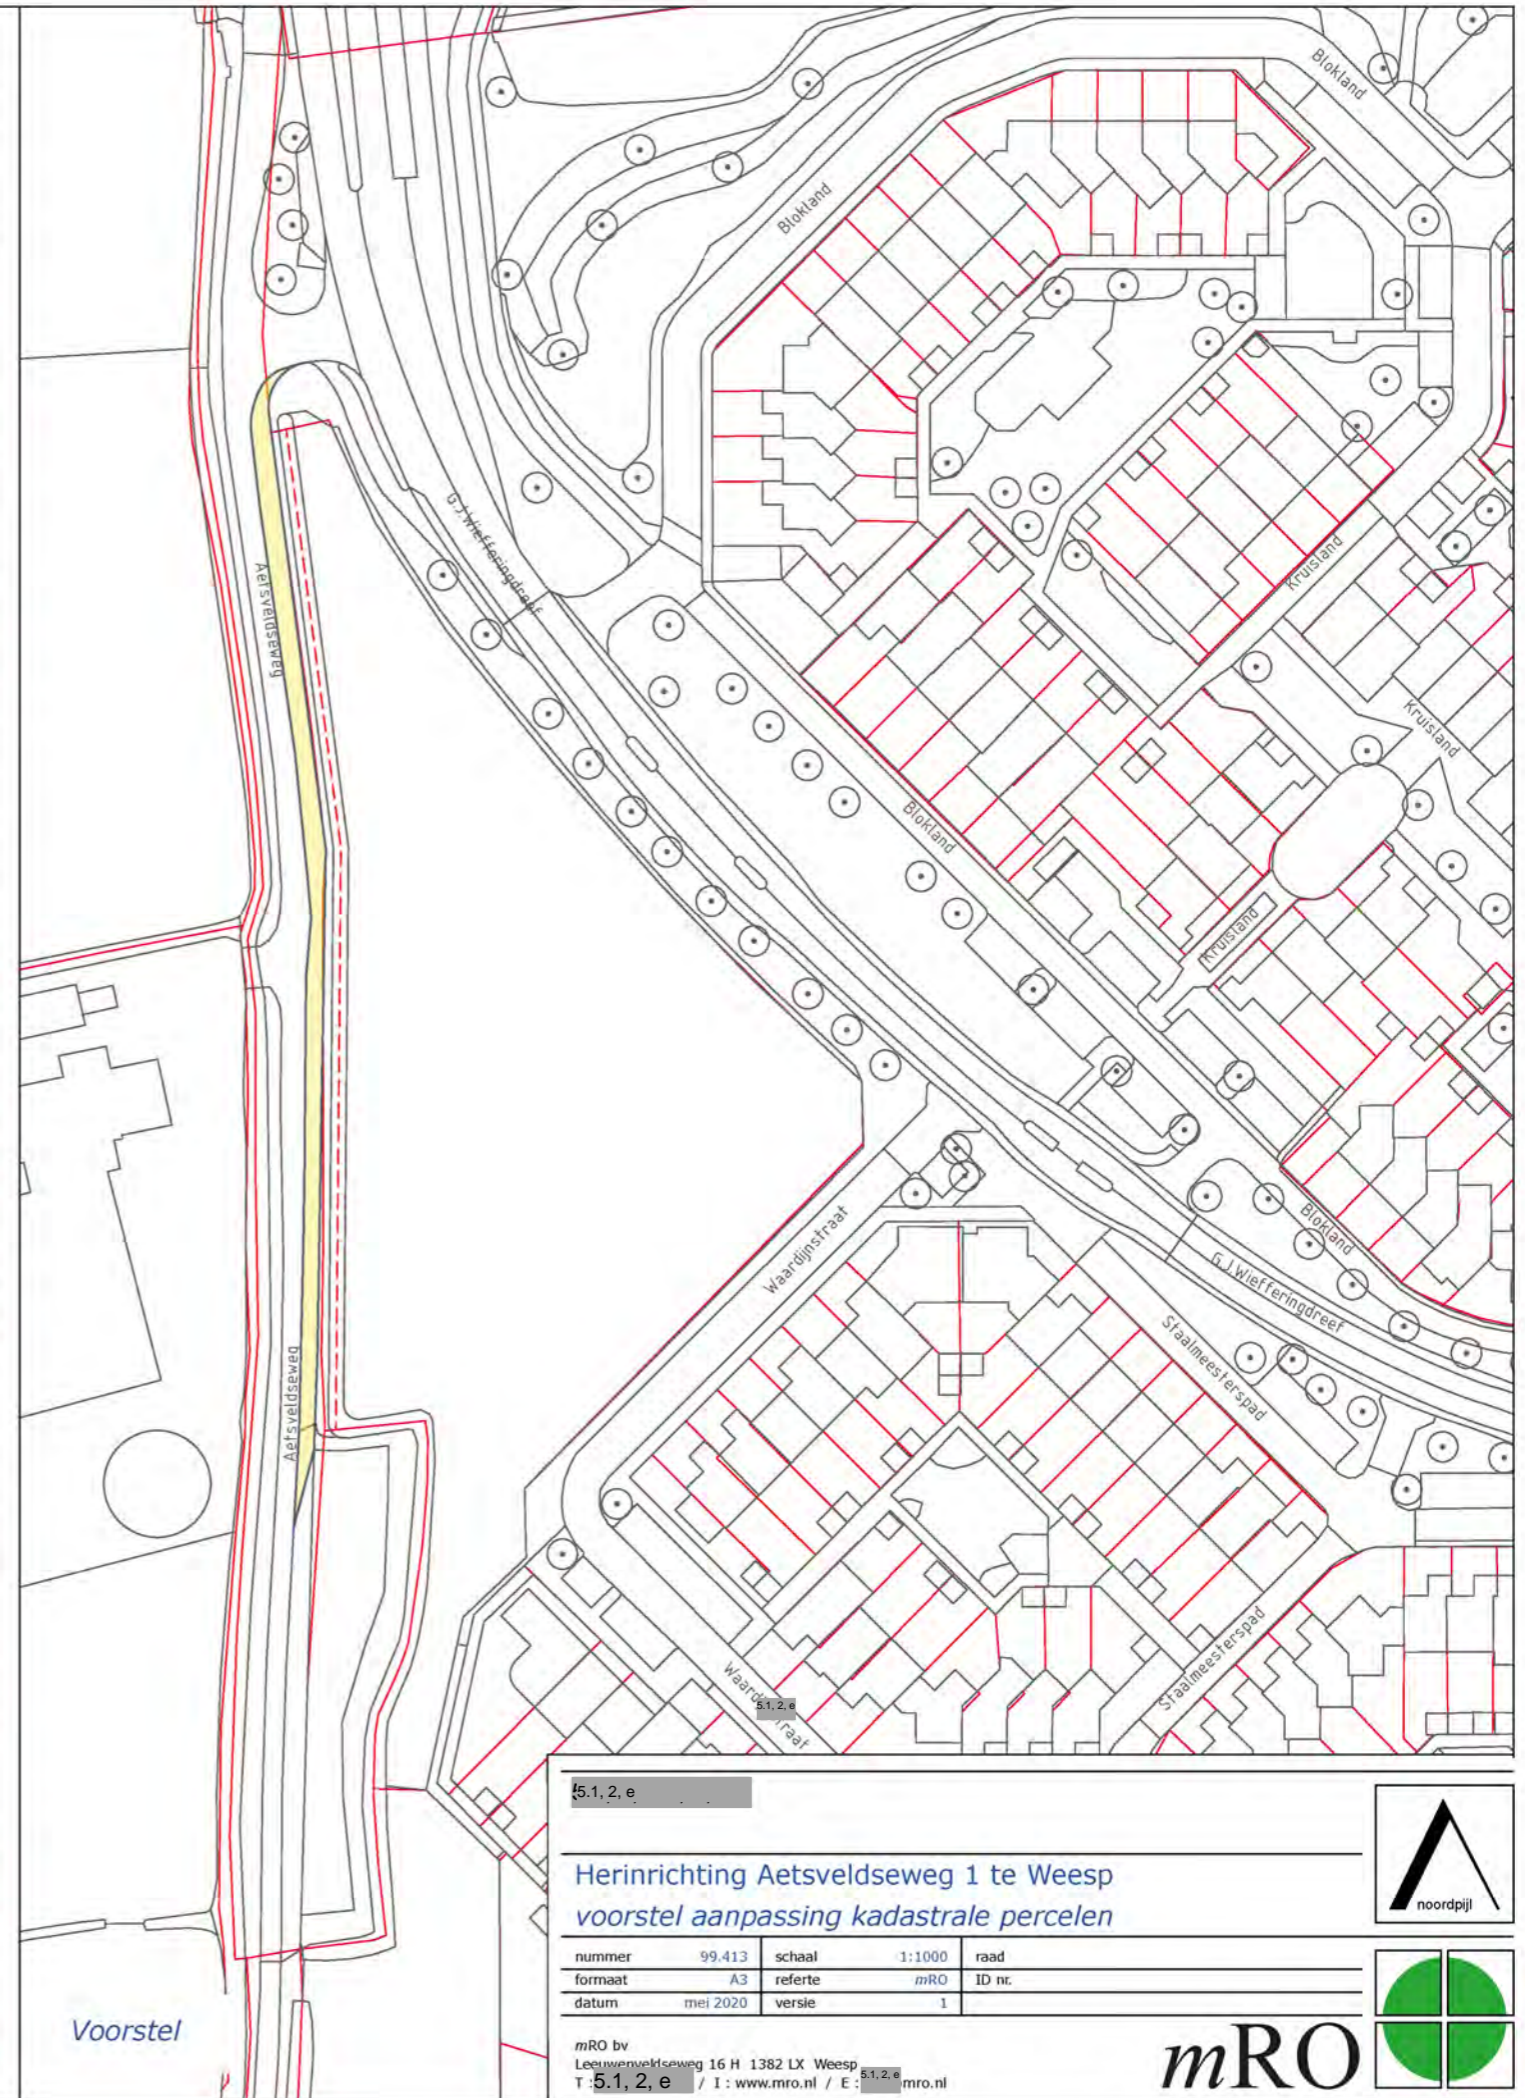 Blokland
Blokland
G.J.Wiefferingdreef
Aetsveldseweg
Kruisland
Kruisland
Blokland
Kruisland
Waardijnstraat
Blokland
G.J.Wiefferingdreef
Staalmeesterspad
Aetsveldseweg
Staalmeesterspad
Waard
5.1, 2, e
raat
5.1, 2, e
Herinrichting Aetsveldseweg 1 te Weesp
voorstel aanpassing kadastrale percelen
noordpijl
nummer 99.413 schaal 1:1000 raad
formaat A3 referte mRO ID nr.
datum mei 2020 versie 1
Voorstel
mRO bv
Leeuwenveldseweg 16 H 1382 LX Weesp
T : 5.1, 2, e / I : www.mro.nl / E : 5.1, 2, e mro.nl
mRO